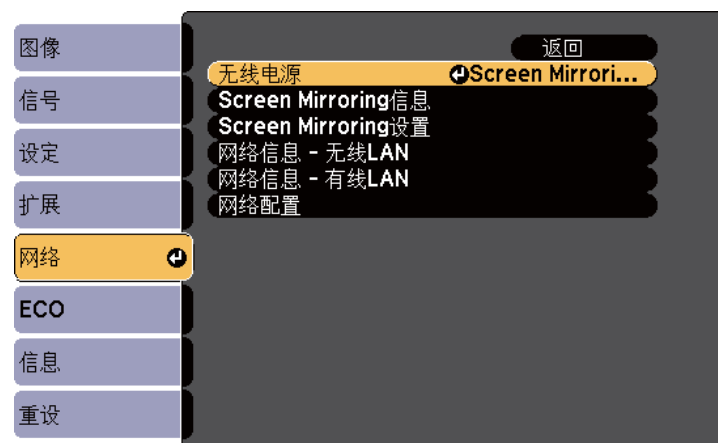 图像
信号
设定
扩展
网络
ECO
信息
重设
返回
无线电源 Screen Mirrori...
Screen Mirroring信息
Screen Mirroring设置
网络信息 - 无线LAN
网络信息 - 有线LAN
网络配置